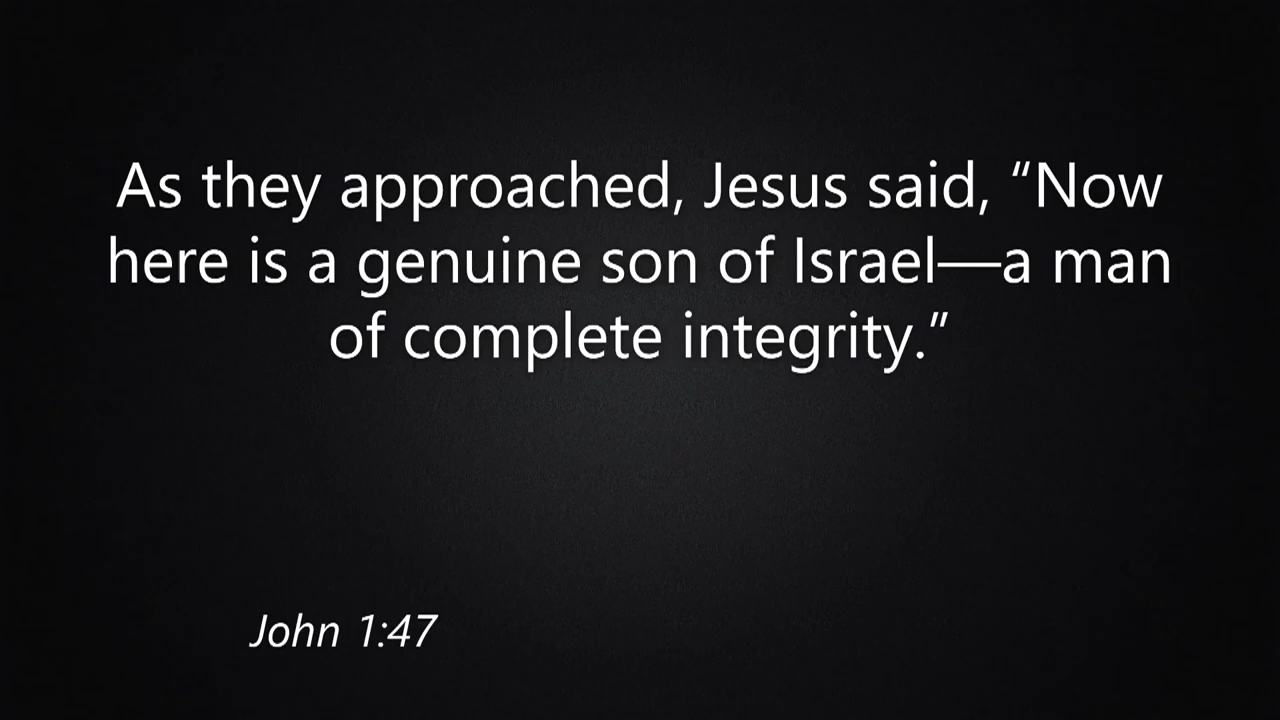 As they approached, Jesus said, “Now
here is a genuine son of Israel—a man
of complete integrity.”
John 1:47